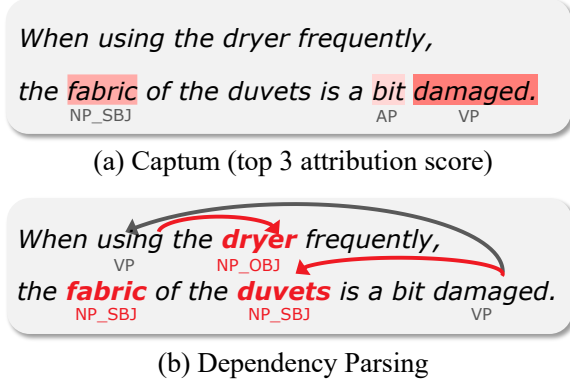 When using the dryer frequently,
the fabric of the duvets is a bit damaged.
NP_SBJ AP VP
(a) Captum (top 3 attribution score)
When using the dryer frequently,
VP NP_OBJ
the fabric of the duvets is a bit damaged.
NP_SBJ NP_SBJ VP
(b) Dependency Parsing